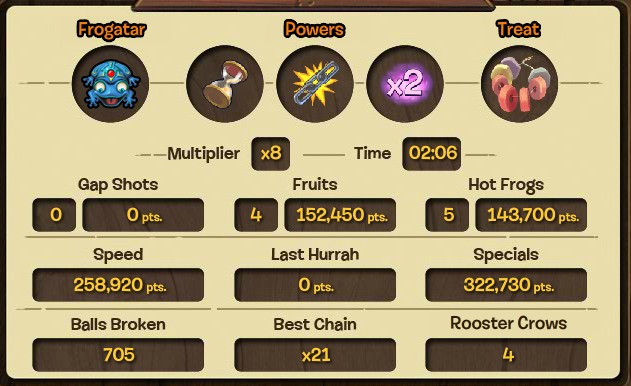 Frogatar Powers Treat
x2
Multiplier x8 Time 02:06
Gap Shots Fruits Hot Frogs
0 0 pts. 4 152,450 pts. 5 143,700 pts.
Speed Last Hurrah Specials
258,920 pts. 0 pts. 322,730 pts.
Balls Broken Best Chain Rooster Crows
705 x21 4